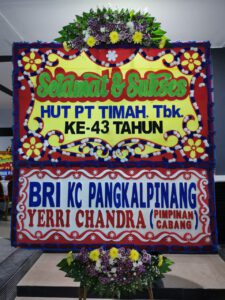 Selamat & Sukses
HUT PT TIMAH. Tbk.
KE-43 TAHUN
BRI KC PANGKALPINANG
YERRI CHANDRA (PIMPINAN CABANG)